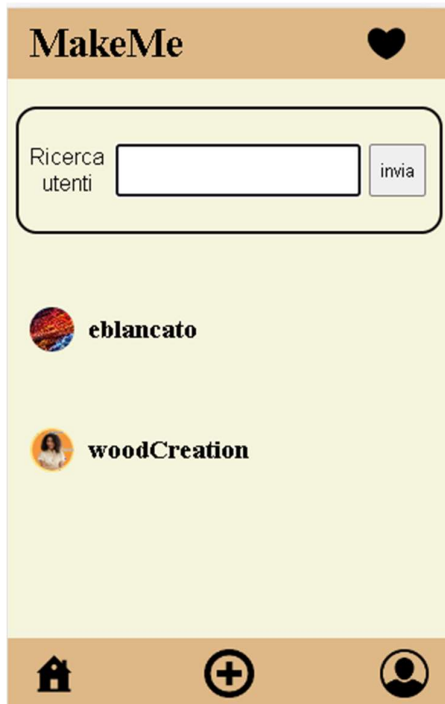 MakeMe
Ricerca
utenti
invia
eblancato
woodCreation